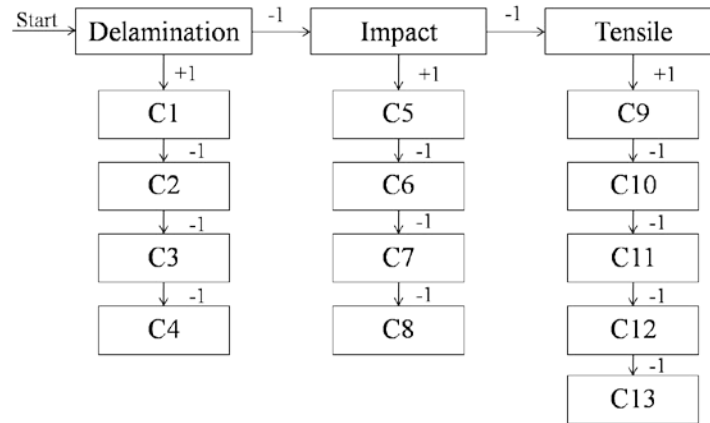 Start
Delamination -1 Impact -1 Tensile
+1 +1 +1
C1 C5 C9
-1 -1 -1
C2 C6 C10
-1 -1 -1
C3 C7 C11
-1 -1 -1
C4 C8 C12
-1
C13